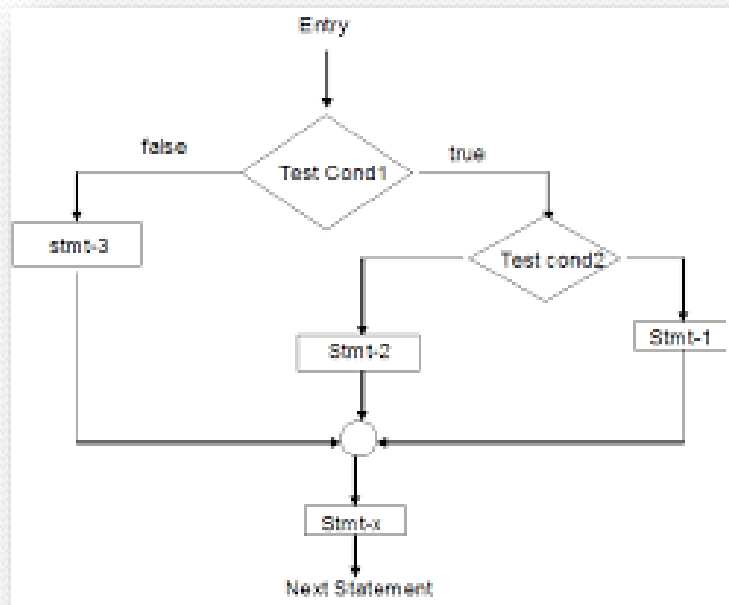 Entry
false
true
Test Cond1
stmt-3
Test cond2
Stmt-2
Stmt-1
Stmt-x
Next Statement